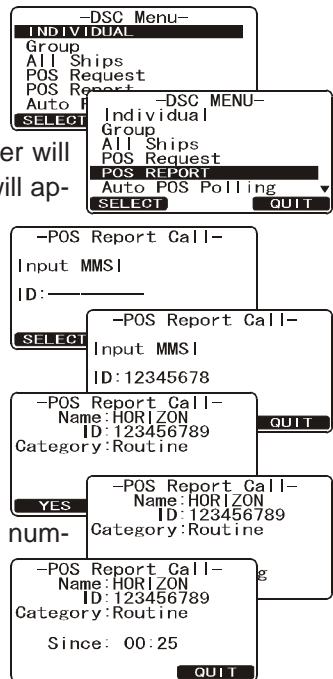 -DSC Menu-
INDIVIDUAL
Group
All Ships
POS Request
POS Report
Auto P
SELECT
-DSC MENU-
Individual
Group
All Ships
POS Request
POS REPORT
Auto POS Polling
SELECT QUIT
er will
ill ap-
-POS Report Call-
Input MMSI
ID:
SELECT
-POS Report Call-
Input MMSI
ID:12345678
QUIT
-POS Report Call-
Name:HORIZON
ID:123456789
Category:Routine
YES
-POS Report Call-
Name:HORIZON
ID:123456789
Category:Routine
g
num-
-POS Report Call-
Name:HORIZON
ID:123456789
Category:Routine
Since: 00:25
QUIT